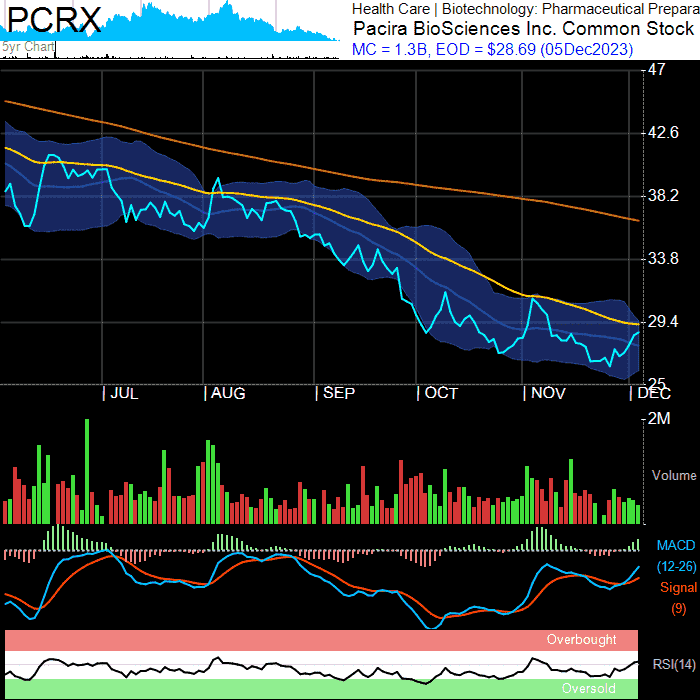 PCRX
5yr Chart
Health Care | Biotechnology: Pharmaceutical Prepara
Pacira BioSciences Inc. Common Stock
MC = 1.3B, EOD = $28.69 (05Dec2023)
47
42.6
38.2
33.8
29.4
25
JUL AUG SEP OCT NOV DEC
2M
Volume
MACD
(12-26)
Signal
(9)
Overbought
RSI(14)
Oversold